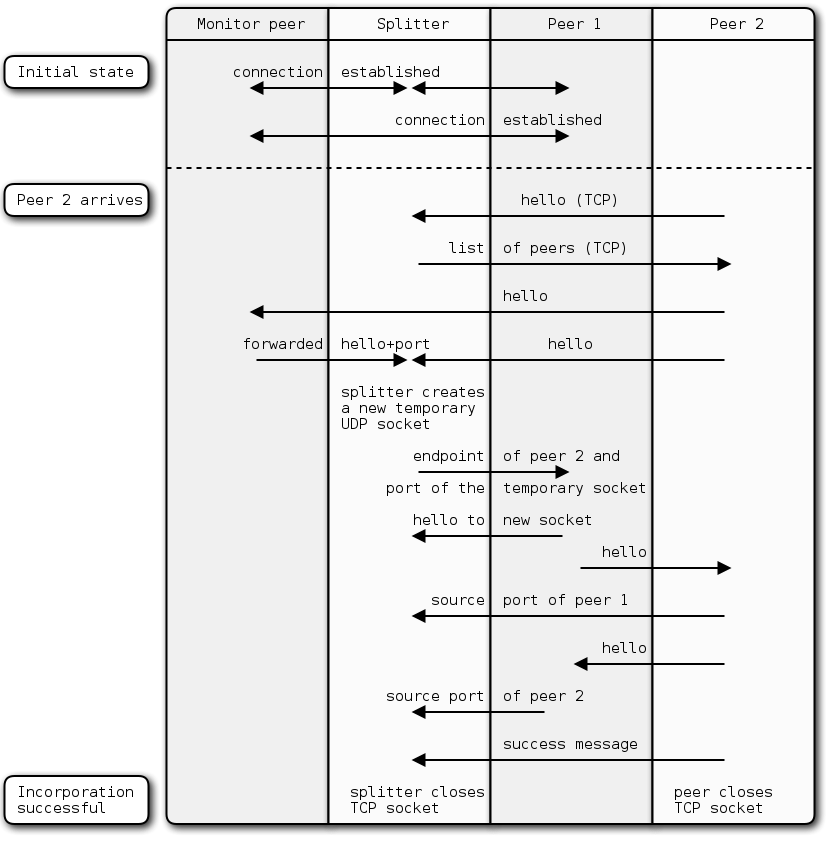 Monitor peer Splitter Peer 1 Peer 2
Initial state
connection established
connection established
Peer 2 arrives
hello (TCP)
list of peers (TCP)
hello
forwarded hello+port hello
splitter creates
a new temporary
UDP socket
endpoint of peer 2 and
port of the temporary socket
hello to new socket
hello
source port of peer 1
hello
source port of peer 2
success message
Incorporation
successful
splitter closes
TCP socket
peer closes
TCP socket